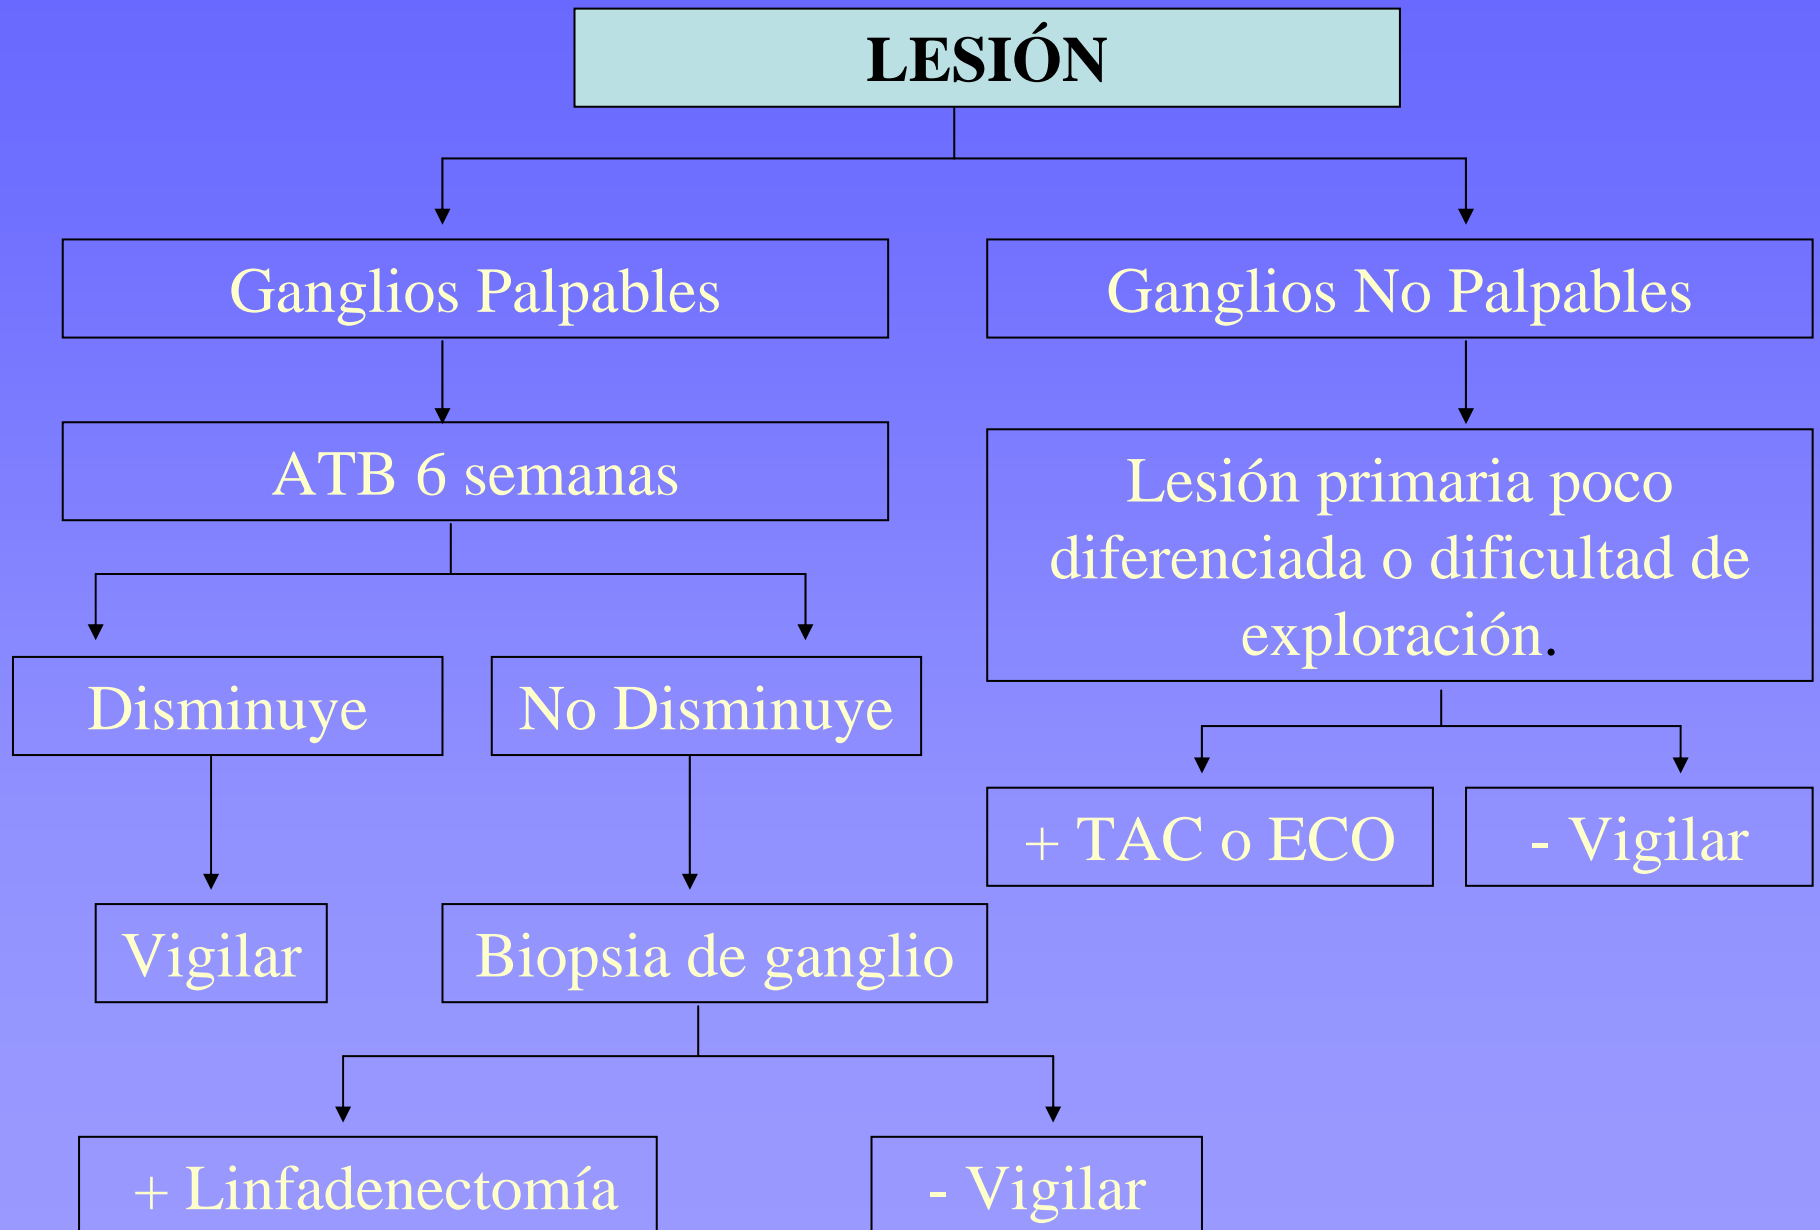 LESIÓN
Ganglios Palpables
Ganglios No Palpables
ATB 6 semanas
Lesión primaria poco
diferenciada o dificultad de
exploración.
Disminuye
No Disminuye
+ TAC o ECO
- Vigilar
Vigilar
Biopsia de ganglio
+ Linfadenectomía
- Vigilar